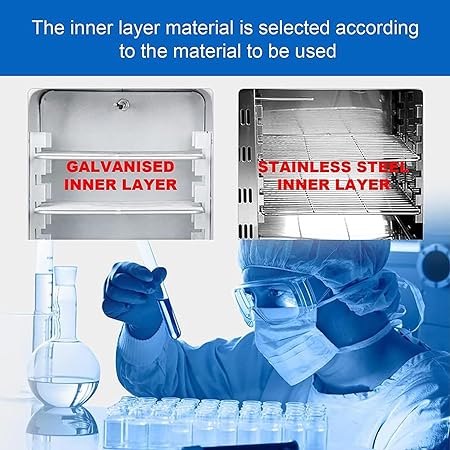 The inner layer material is selected according
to the material to be used
GALVANISED
INNER LAYER
STAINLESS STEEL
INNER LAYER